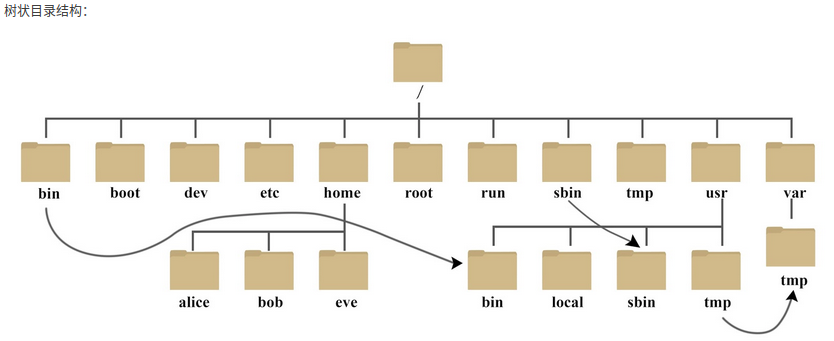 树状目录结构：
/
bin boot dev etc home root run sbin tmp usr var
alice bob eve bin local sbin tmp tmp